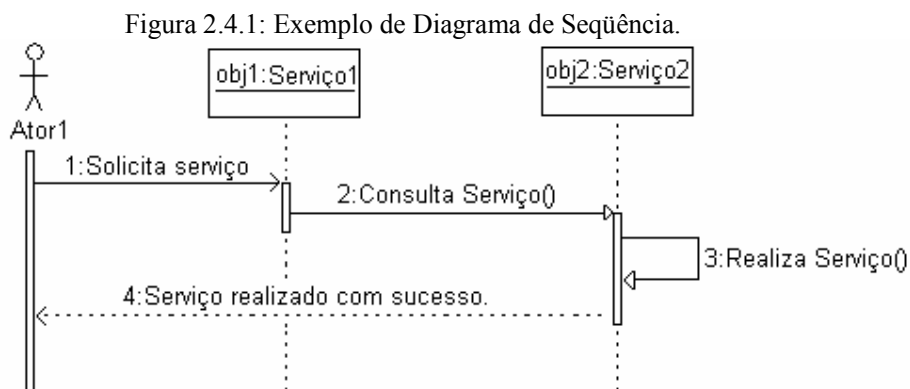 Figura 2.4.1: Exemplo de Diagrama de Seqüência.
obj1:Serviço1
obj2:Serviço2
Ator1
1:Solicita serviço
2:Consulta Serviço()
3:Realiza Serviço()
4:Serviço realizado com sucesso.